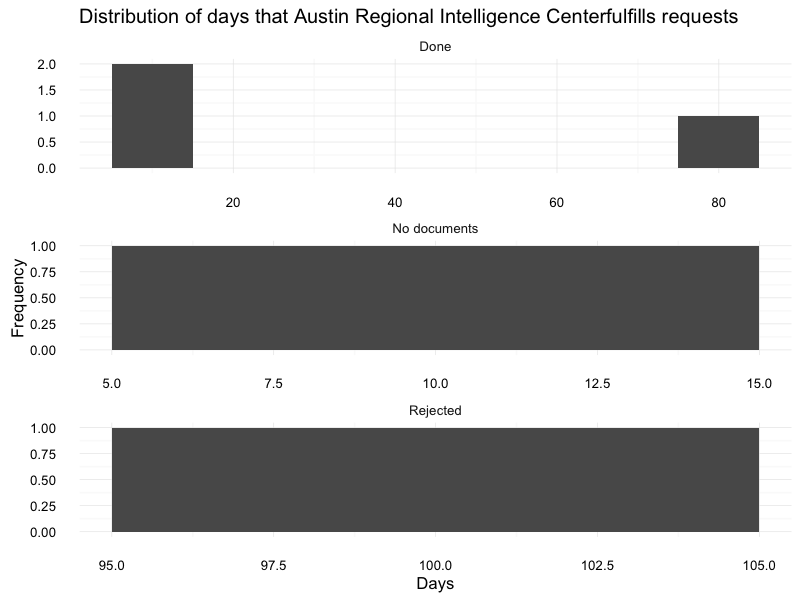 Distribution of days that Austin Regional Intelligence Centerfulfills requests
Done
2.0
1.5
1.0
0.5
0.0
20 40 60 80
No documents
1.00
0.75
0.50
0.25
0.00
5.0 7.5 10.0 12.5 15.0
Frequency
Rejected
1.00
0.75
0.50
0.25
0.00
95.0 97.5 100.0 102.5 105.0
Days